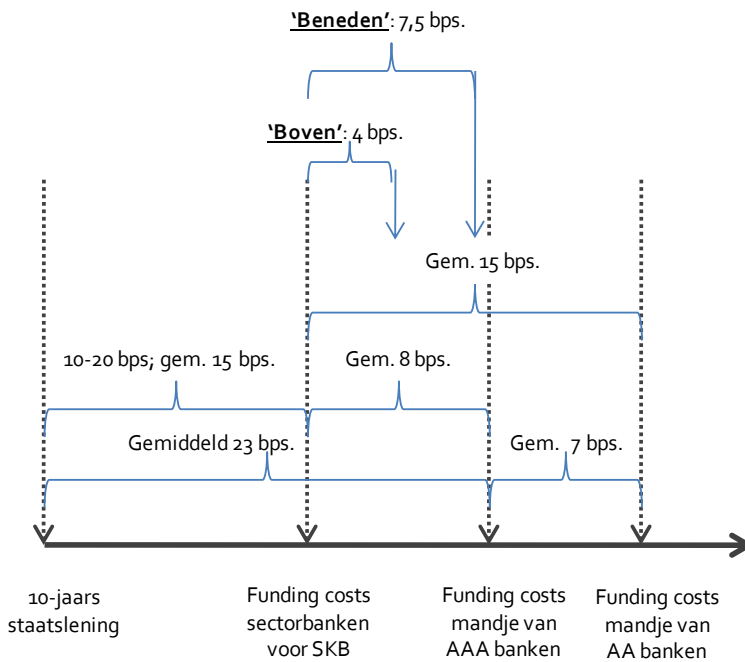 'Beneden': 7,5 bps.
'Boven': 4 bps.
Gem. 15 bps.
10-20 bps; gem. 15 bps.
Gem. 8 bps.
Gemiddeld 23 bps.
Gem. 7 bps.
10-jaars
staatslening
Funding costs
sectorbanken
voor SKB
Funding costs
mandje van
AAA banken
Funding costs
mandje van
AA banken